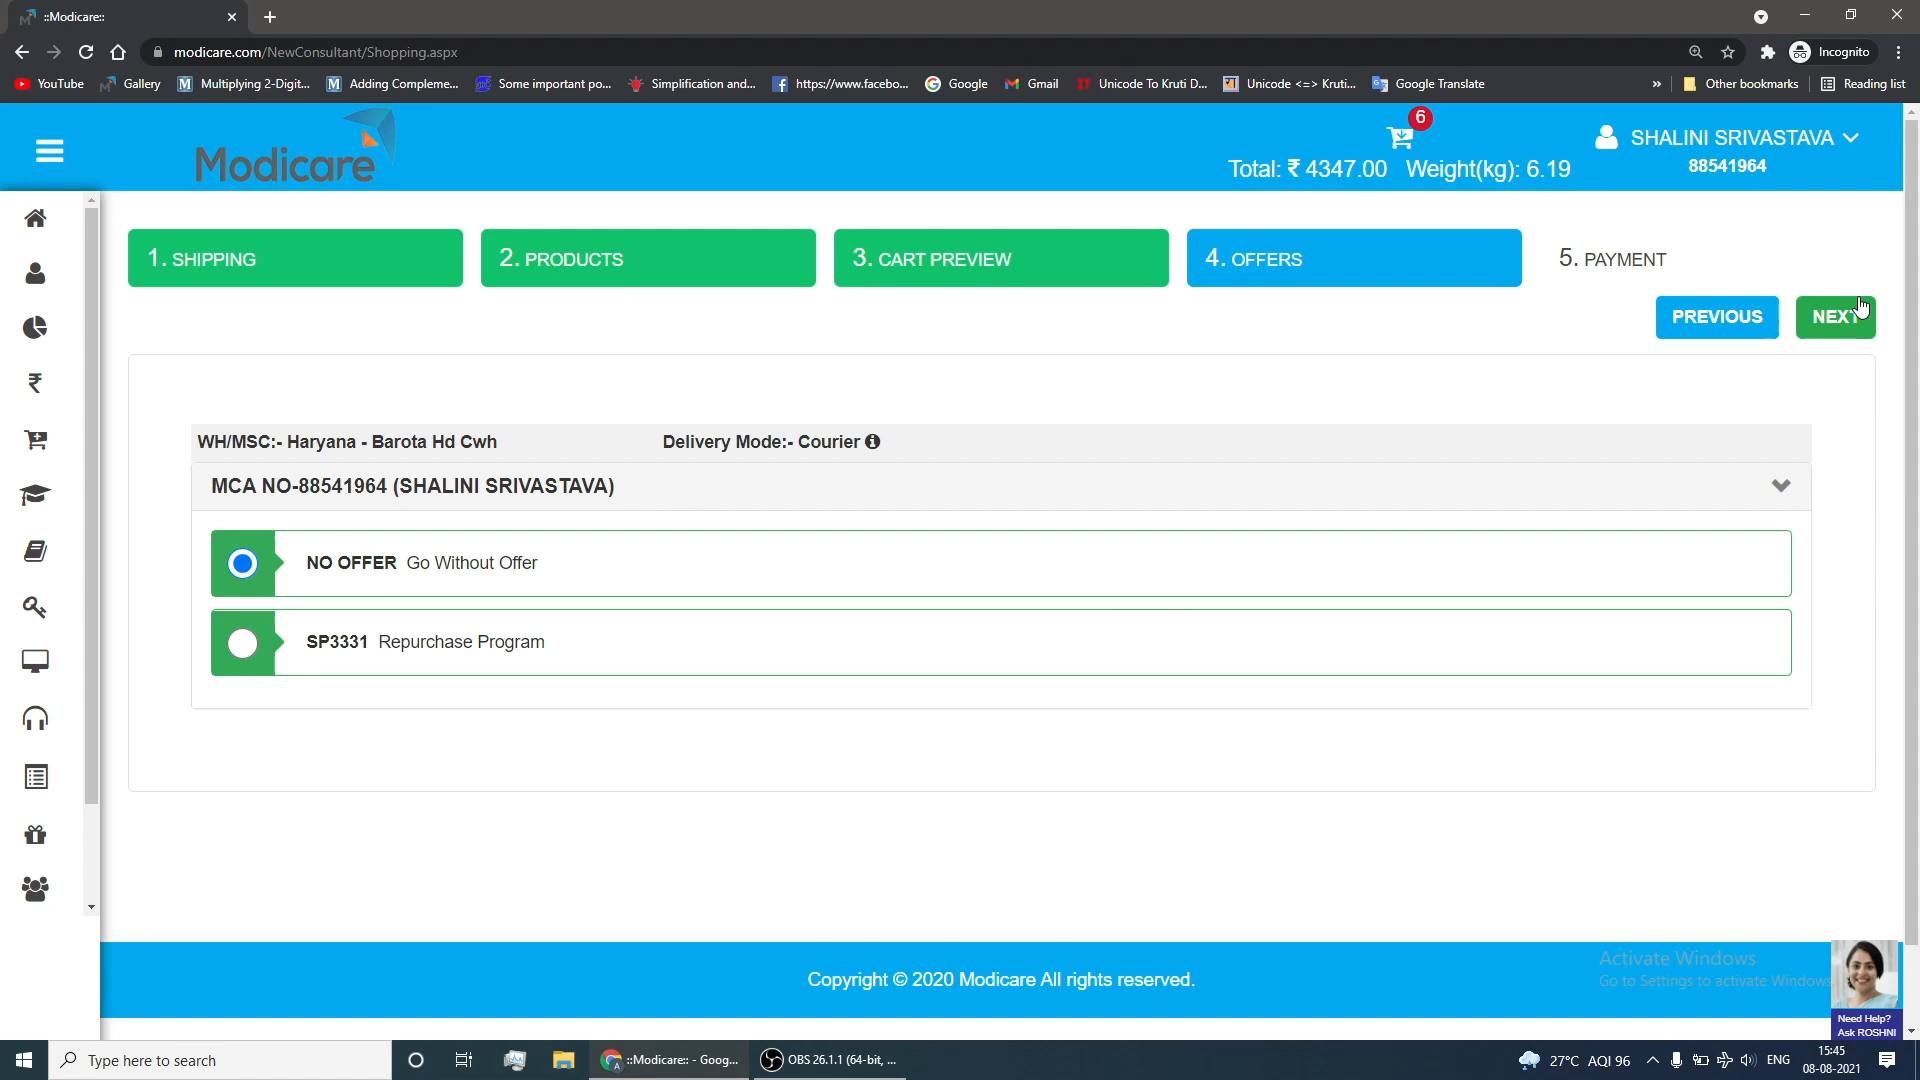 ::Modicare::
modicare.com/NewConsultant/Shopping.aspx
Incognito
YouTube
Gallery
Multiplying 2-Digit...
Adding Compleme...
Some important po...
Simplification and...
https://www.facebo...
Google
Gmail
Unicode To Kruti D...
Unicode <=> Kruti...
Google Translate
»
Other bookmarks
Reading list
Modicare
6
Total: ₹ 4347.00 Weight(kg): 6.19
SHALINI SRIVASTAVA
88541964
1. SHIPPING
2. PRODUCTS
3. CART PREVIEW
4. OFFERS
5. PAYMENT
PREVIOUS
NEXT
WH/MSC:- Haryana - Barota Hd Cwh
Delivery Mode:- Courier
MCA NO-88541964 (SHALINI SRIVASTAVA)
NO OFFER Go Without Offer
SP3331 Repurchase Program
Copyright © 2020 Modicare All rights reserved.
Activate Windows
Go to Settings to activate Windows.
Need Help?
Ask ROSHNI
Type here to search
::Modicare:: - Goog...
OBS 26.1.1 (64-bit, ...
27°C AQI 96
ENG
15:45
08-08-2021